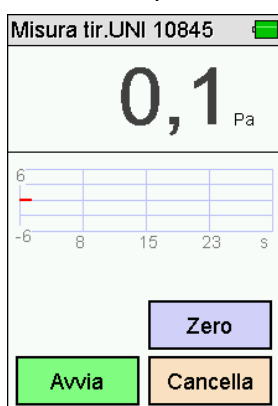 Misura tir.UNI 10845
0,1 Pa
6
-6 8 15 23 s
Zero
Avvia Cancella